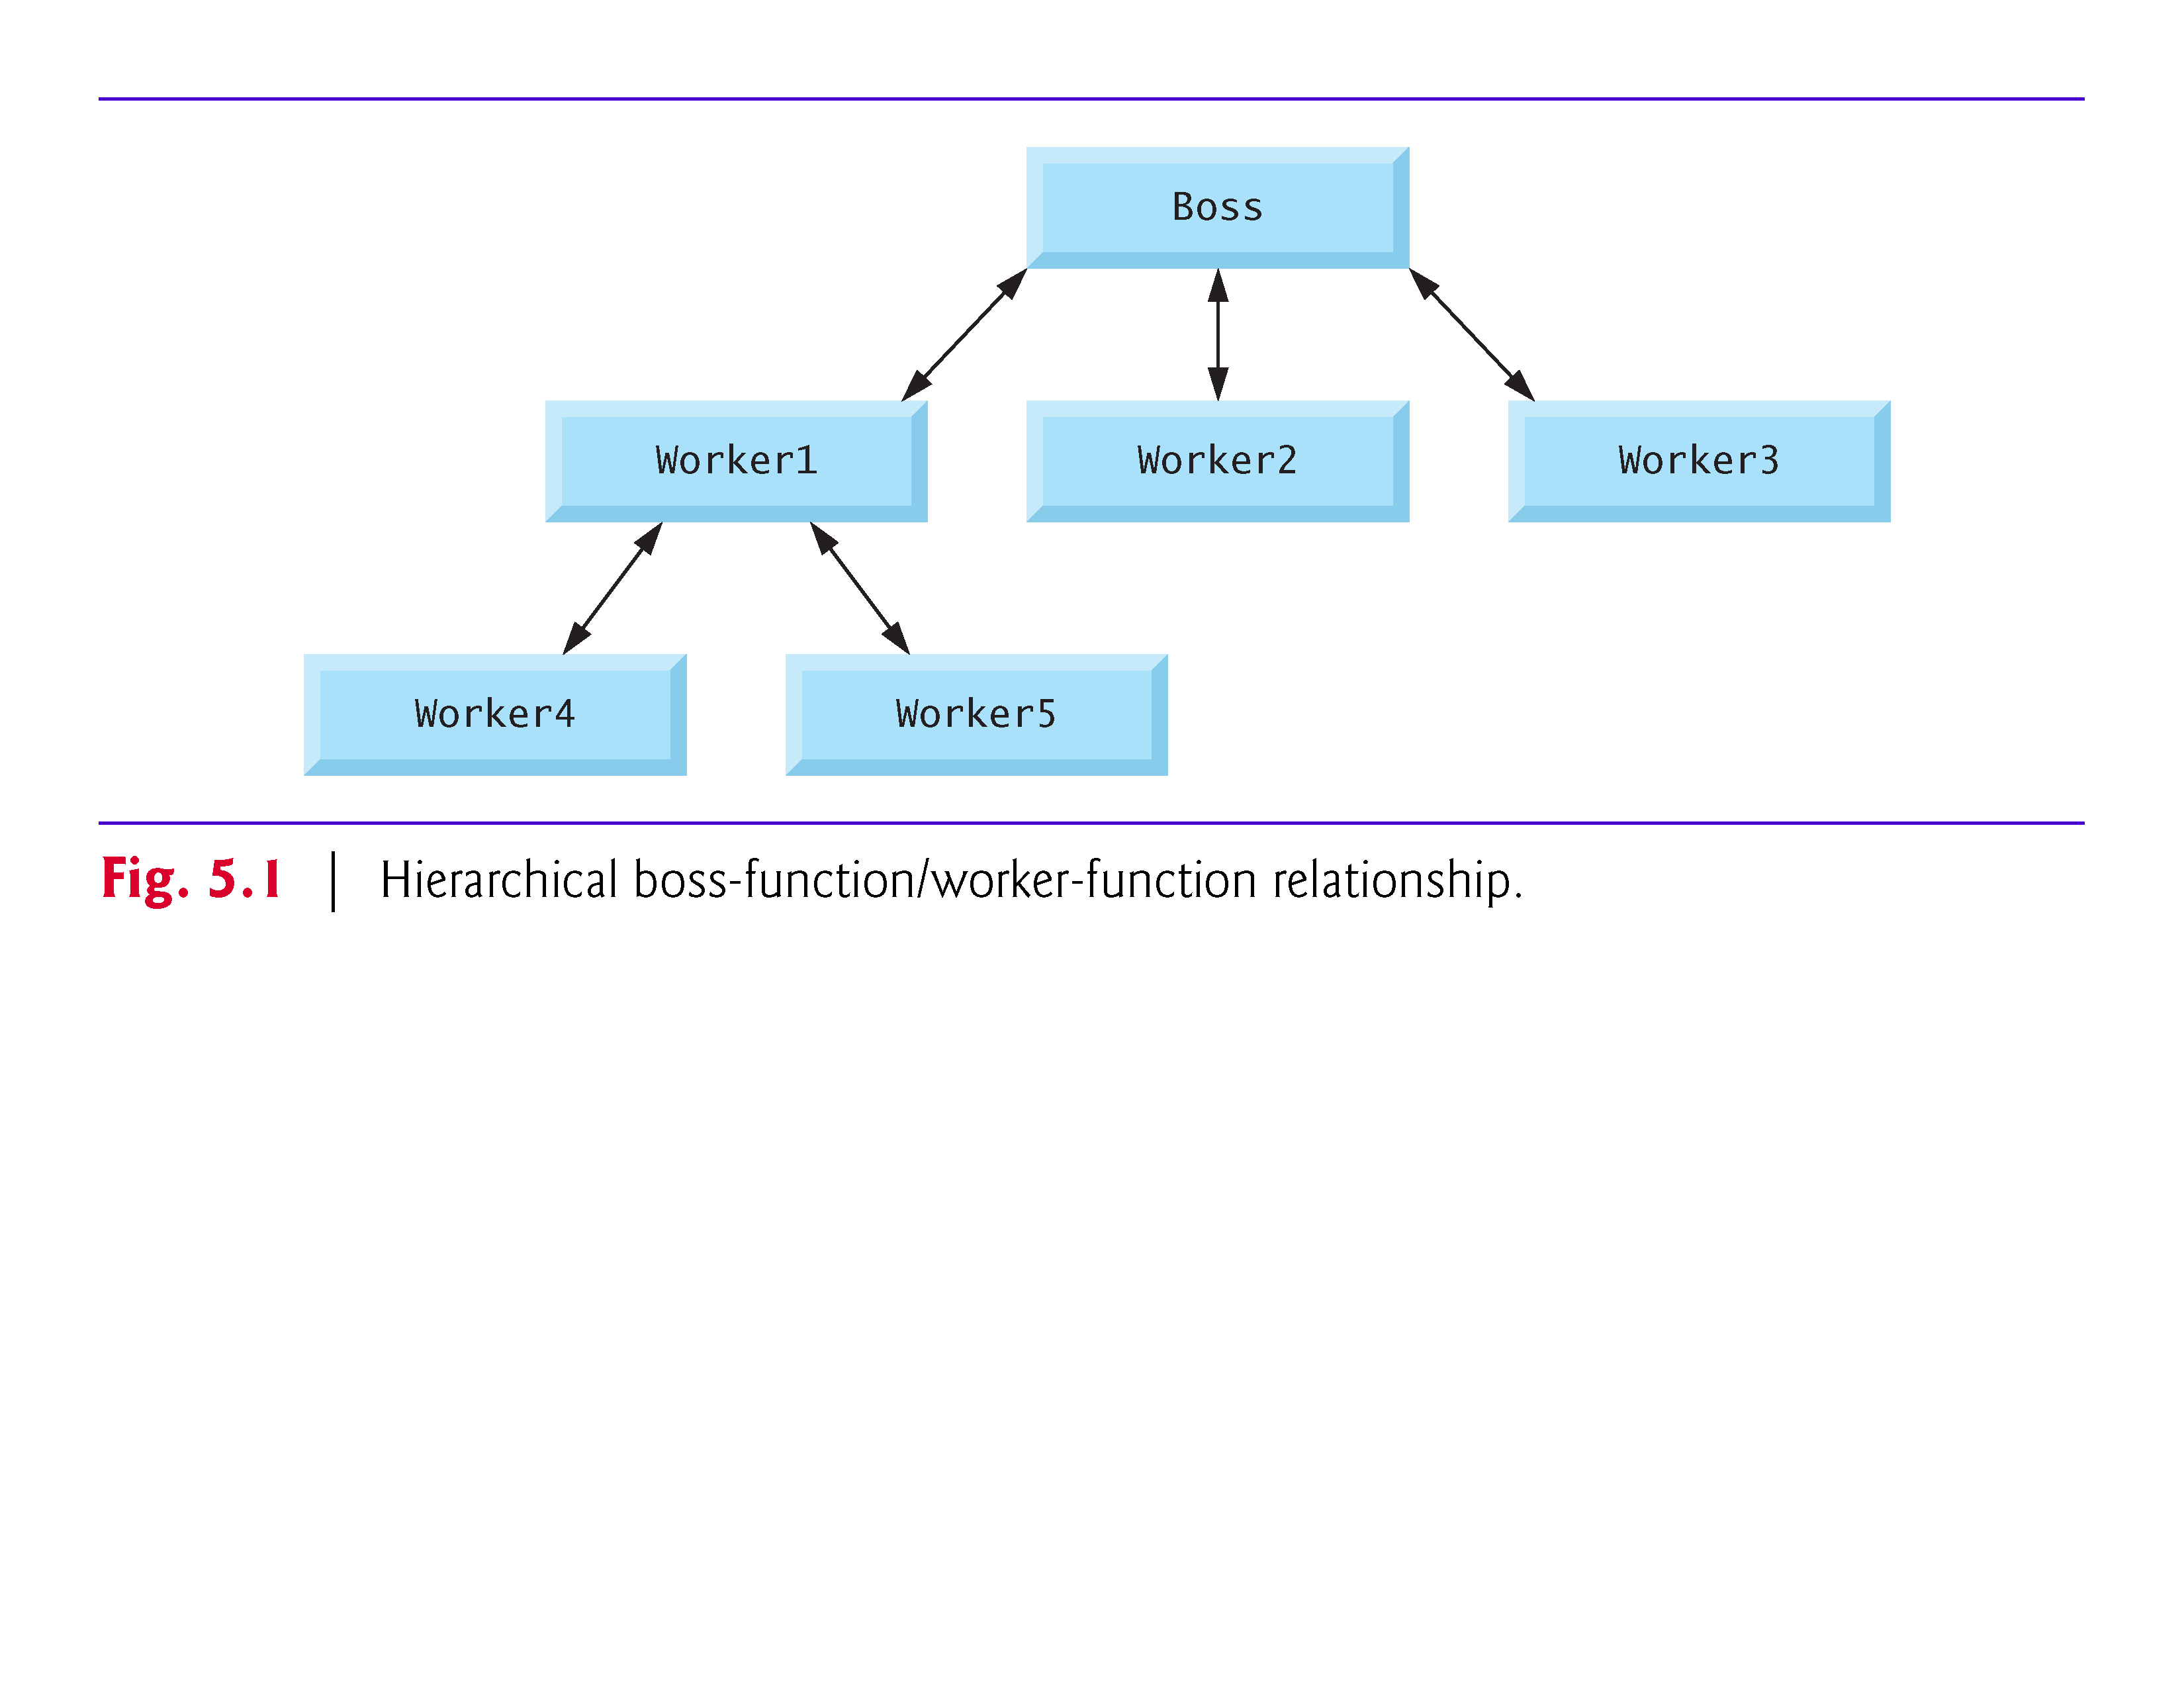 Boss
Worker1 Worker2 Worker3
Worker4 Worker5
Fig. 5.1 | Hierarchical boss-function/worker-function relationship.